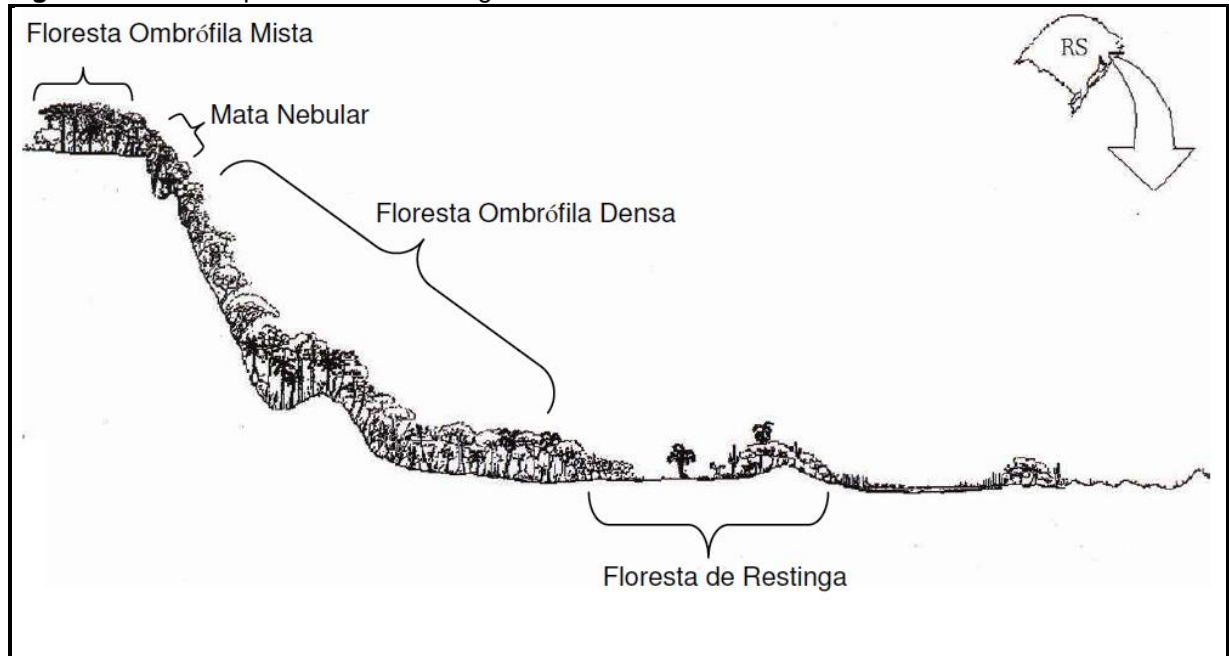 Floresta Ombrófila Mista
RS
Mata Nebular
Floresta Ombrófila Densa
Floresta de Restinga